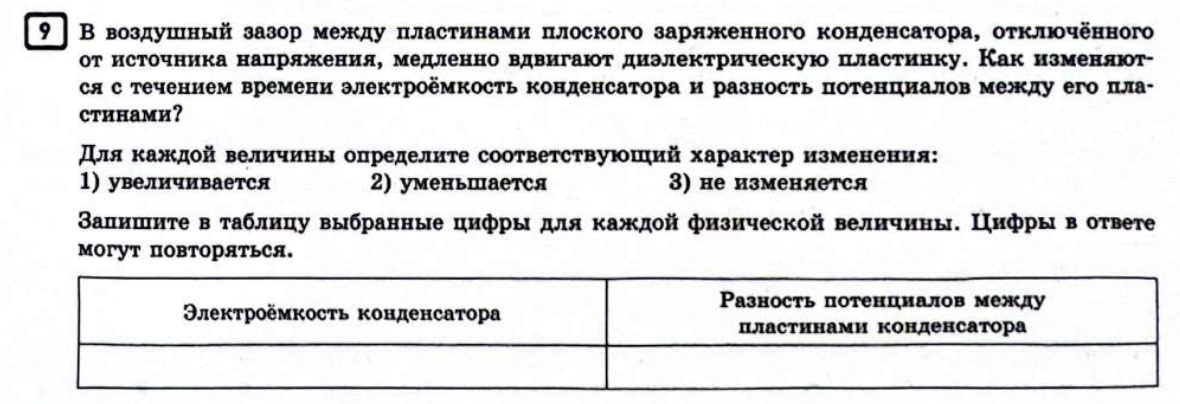 9 В воздушный зазор между пластинами плоского заряженного конденсатора, отключённого
от источника напряжения, медленно вдвигают диэлектрическую пластинку. Как изменяют-
ся с течением времени электроёмкость конденсатора и разность потенциалов между его пла-
стинами?
Для каждой величины определите соответствующий характер изменения:
1) увеличивается 2) уменьшается 3) не изменяется
Запишите в таблицу выбранные цифры для каждой физической величины. Цифры в ответе
могут повторяться.
Электроёмкость конденсатора
Разность потенциалов между
пластинами конденсатора